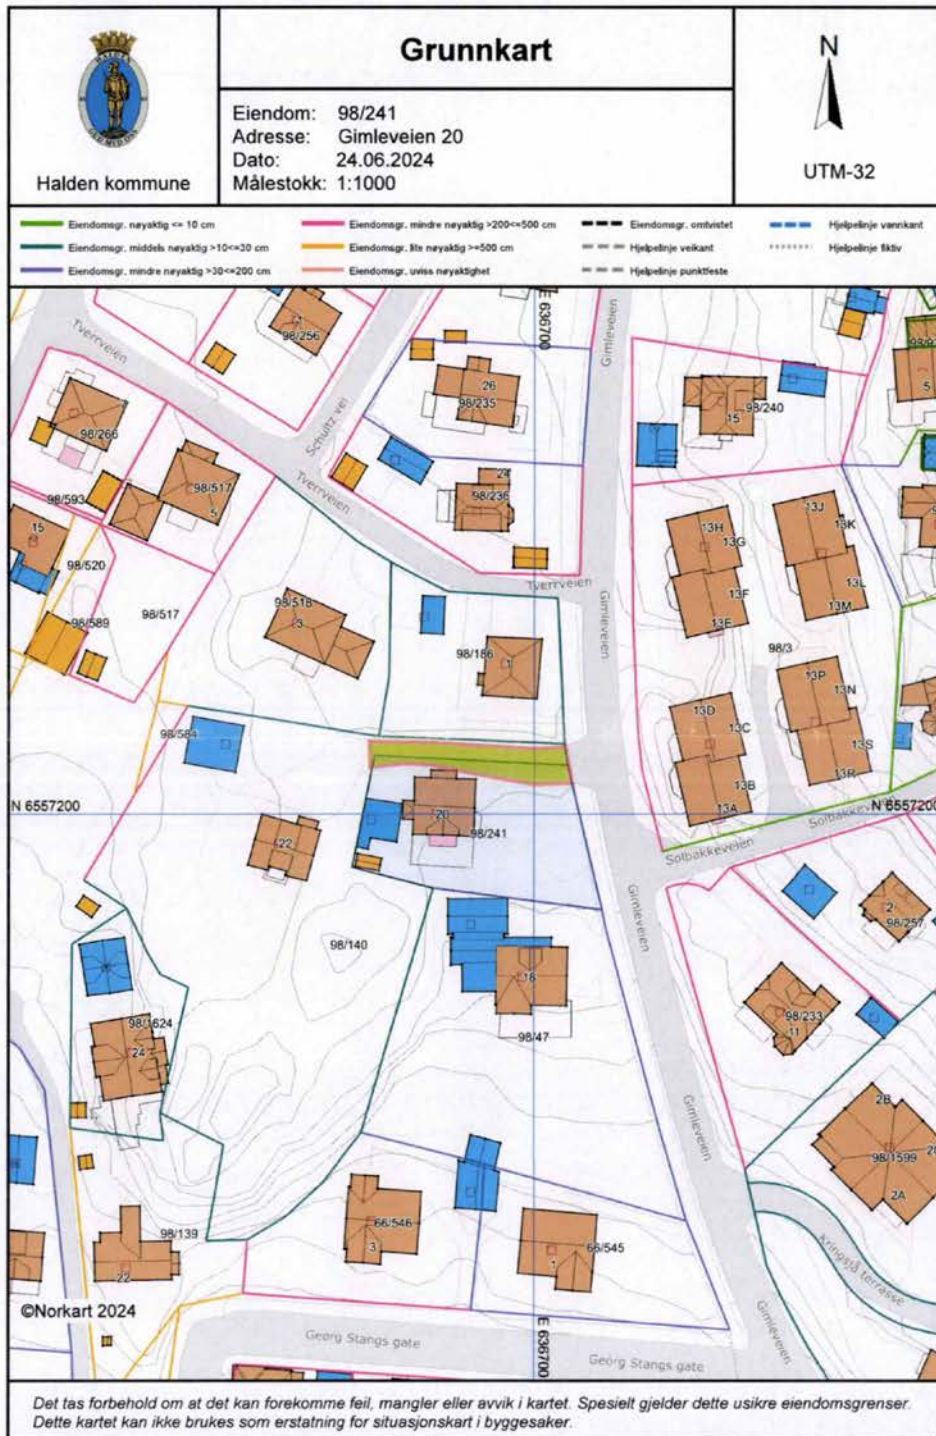 HALDEN
GUD MED OSS
Halden kommune
Grunnkart
Eiendom: 98/241
Adresse: Gimleveien 20
Dato: 24.06.2024
Målestokk: 1:1000
N
UTM-32
Eiendomsgr. nøyaktig <= 10 cm
Eiendomsgr. middels nøyaktig >10<=30 cm
Eiendomsgr. mindre nøyaktig >30<=200 cm
Eiendomsgr. mindre nøyaktig >200<=500 cm
Eiendomsgr. lite nøyaktig >=500 cm
Eiendomsgr. uviss nøyaktighet
Eiendomsgr. omtvistet
Hjelpelinje veikant
Hjelpelinje punktfeste
Hjelpelinje vannkant
Hjelpelinje fiktiv
Tverrveien
98/256
Schultz vei
E 636700
Gimleveien
26
98/235
15
98/240
5
2
98/266
98/517
5
Tverrveien
24
98/236
98/593
15
98/520
98/589
98/517
98/518
3
Tverrveien
Gimleveien
98/186
1
13H
13G
13F
13E
13J
13K
13L
13M
98/3
13P
13N
13S
13R
13D
13C
13B
13A
98/584
N 6557200
22
20
98/241
N 6557200
Solbakkeveien
Solbakkeveien
Gimleveien
98/140
18
98/47
2
98/257
98/233
11
98/1624
24
Gimleveien
2B
98/1599
2A
98/139
22
66/546
3
66/545
1
Kringsjå terrasse
©Norkart 2024
Georg Stangs gate
E 636700
Georg Stangs gate
Gimleveien
Det tas forbehold om at det kan forekomme feil, mangler eller avvik i kartet. Spesielt gjelder dette usikre eiendomsgrenser.
Dette kartet kan ikke brukes som erstatning for situasjonskart i byggesaker.